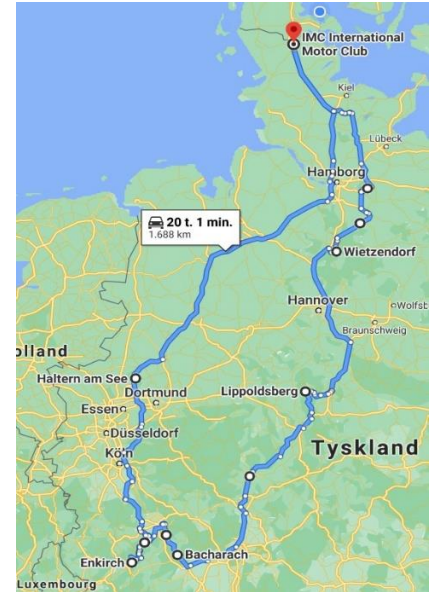 IMC International
Motor Club
Kiel
Lübeck
Hamborg
20 t. 1 min.
1.688 km
Wietzendorf
Hannover
Wolfsb
Braunschweig
olland
Haltern am See
Dortmund
Lippoldsberg
Essen
Düsseldorf
Tyskland
Köln
Bacharach
Enkirch
Luxembourg